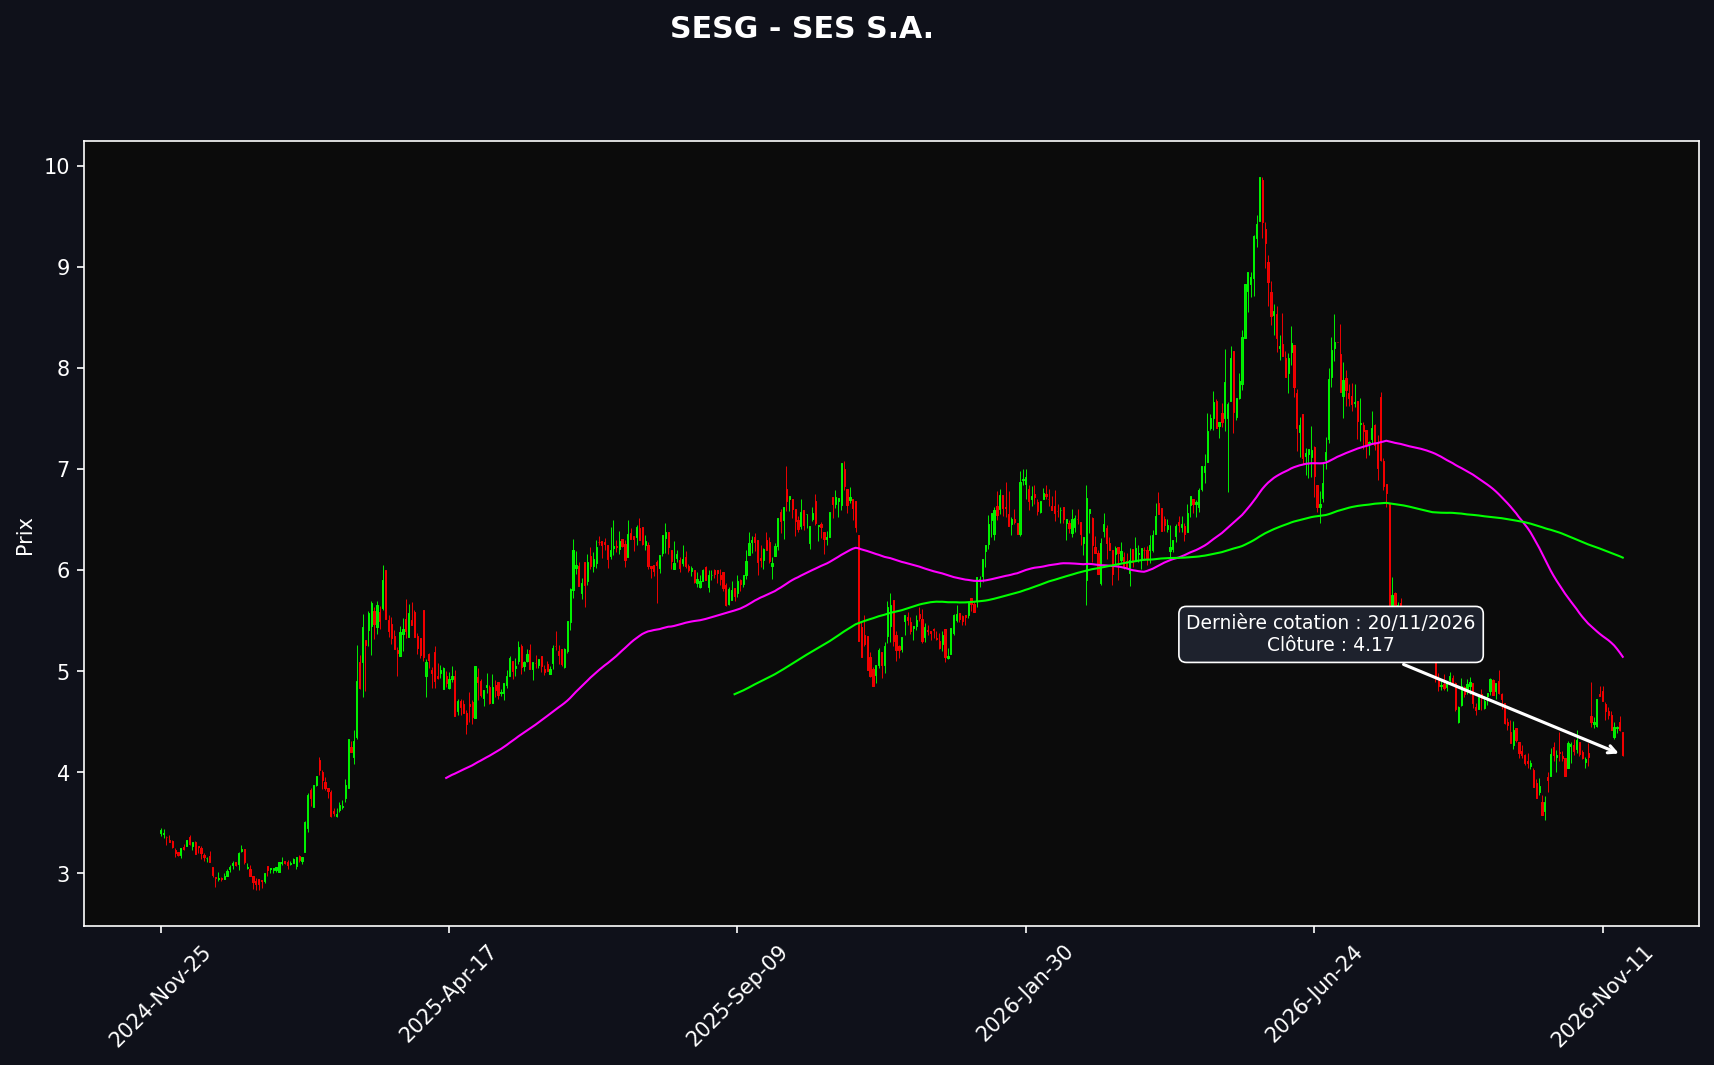 SESG - SES S.A.
Prix
10
9
8
7
6
5
4
3
Dernière cotation : 20/11/2026
Clôture : 4.17
2024-Nov-25
2025-Apr-17
2025-Sep-09
2026-Jan-30
2026-Jun-24
2026-Nov-11